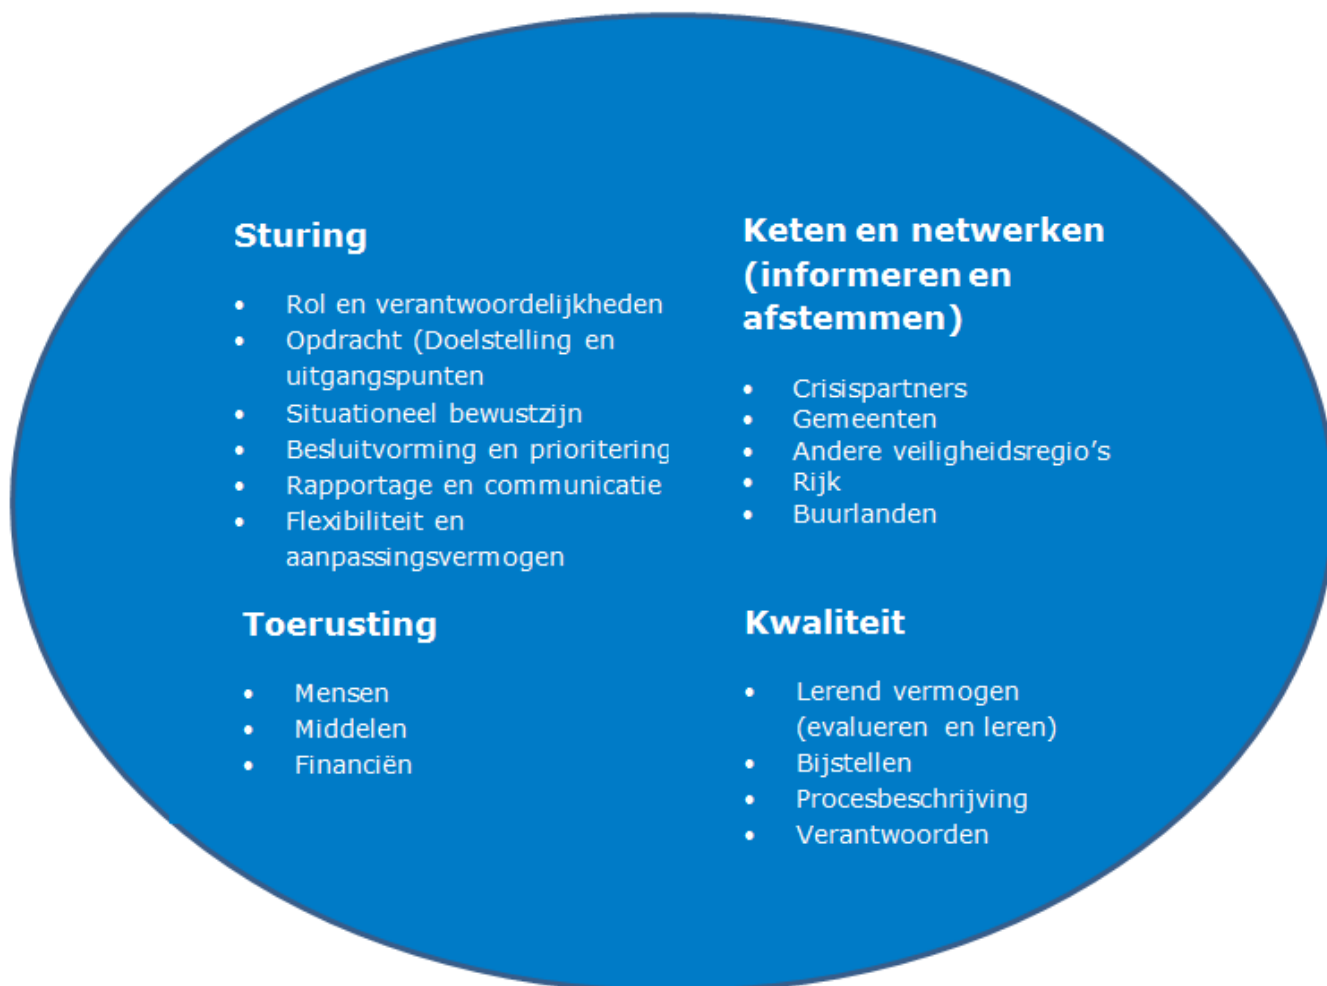 Sturing
• Rol en verantwoordelijkheden
• Opdracht (Doelstelling en
uitgangspunten
• Situationeel bewustzijn
• Besluitvorming en prioritering
• Rapportage en communicatie
• Flexibiliteit en
aanpassingsvermogen
Keten en netwerken
(informeren en
afstemmen)
• Crisispartners
• Gemeenten
• Andere veiligheidsregio’s
• Rijk
• Buurlanden
Toerusting
• Mensen
• Middelen
• Financiën
Kwaliteit
• Lerend vermogen
(evalueren en leren)
• Bijstellen
• Procesbeschrijving
• Verantwoorden